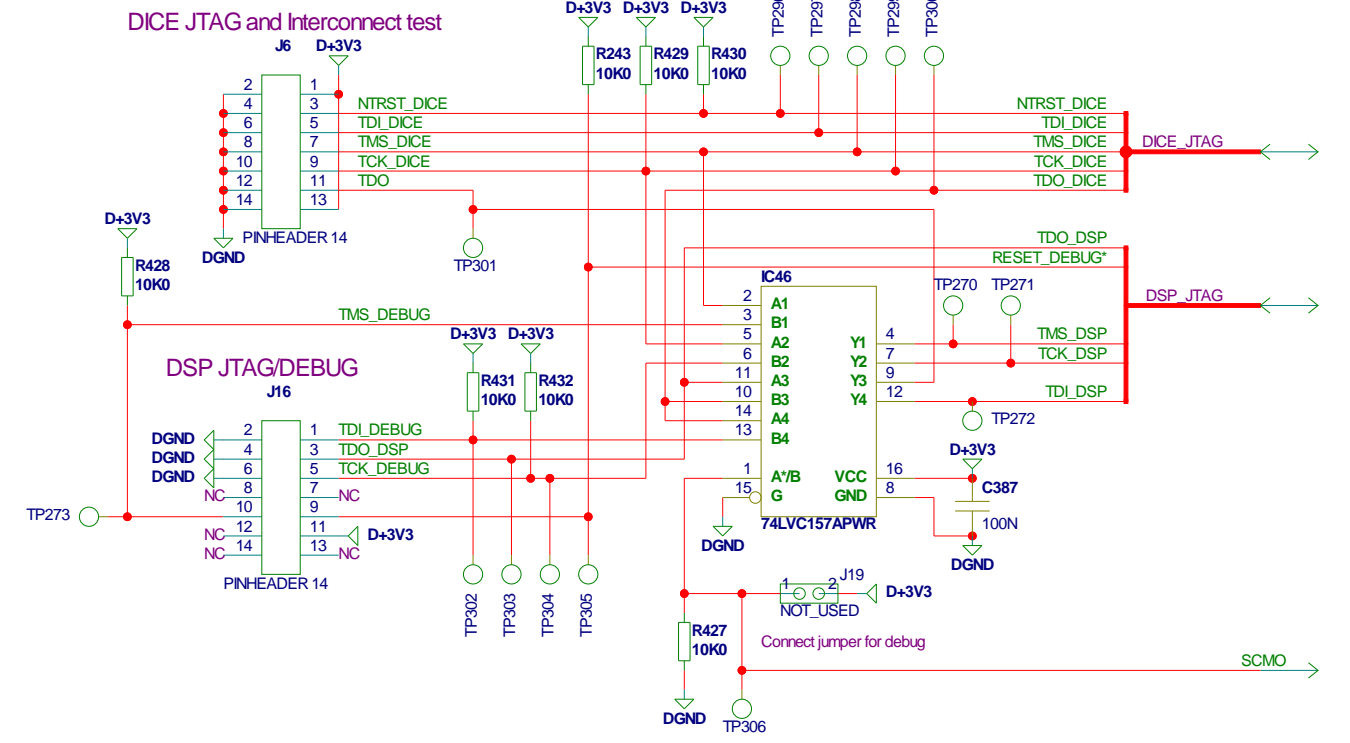 DICE JTAG and Interconnect test
J6
D+3V3
D+3V3
D+3V3
D+3V3
R243
10K0
R429
10K0
R430
10K0
TP297
TP298
2
4
6
8
10
12
14
1
3
5
7
9
11
13
NTRST_DICE
TDI_DICE
TMS_DICE
TCK_DICE
TDO
NTRST_DICE
TDI_DICE
TMS_DICE
TCK_DICE
TDO_DICE
DICE_JTAG
DGND
PINHEADER 14
TP301
D+3V3
R428
10K0
TDO_DSP
RESET_DEBUG*
DSP_JTAG
TMS_DSP
TCK_DSP
TDI_DSP
TP270
TP271
TP272
TMS_DEBUG
IC46
2
3
5
6
11
10
14
13
1
15
A1
B1
A2
B2
A3
B3
A4
B4
A*/B
G
Y1
Y2
Y3
Y4
VCC
GND
4
7
9
12
16
8
74LVC157APWR
DGND
D+3V3
C387
100N
DGND
D+3V3
D+3V3
R431
10K0
R432
10K0
DSP JTAG/DEBUG
J16
DGND
DGND
DGND
NC
NC
NC
2
4
6
8
10
12
14
1
3
5
7
9
11
13
TDI_DEBUG
TDO_DSP
TCK_DEBUG
NC
D+3V3
NC
PINHEADER 14
TP273
TP302
TP303
TP304
TP305
J19
1
2
D+3V3
NOT_USED
R427
10K0
Connect jumper for debug
DGND
TP306
SCMO